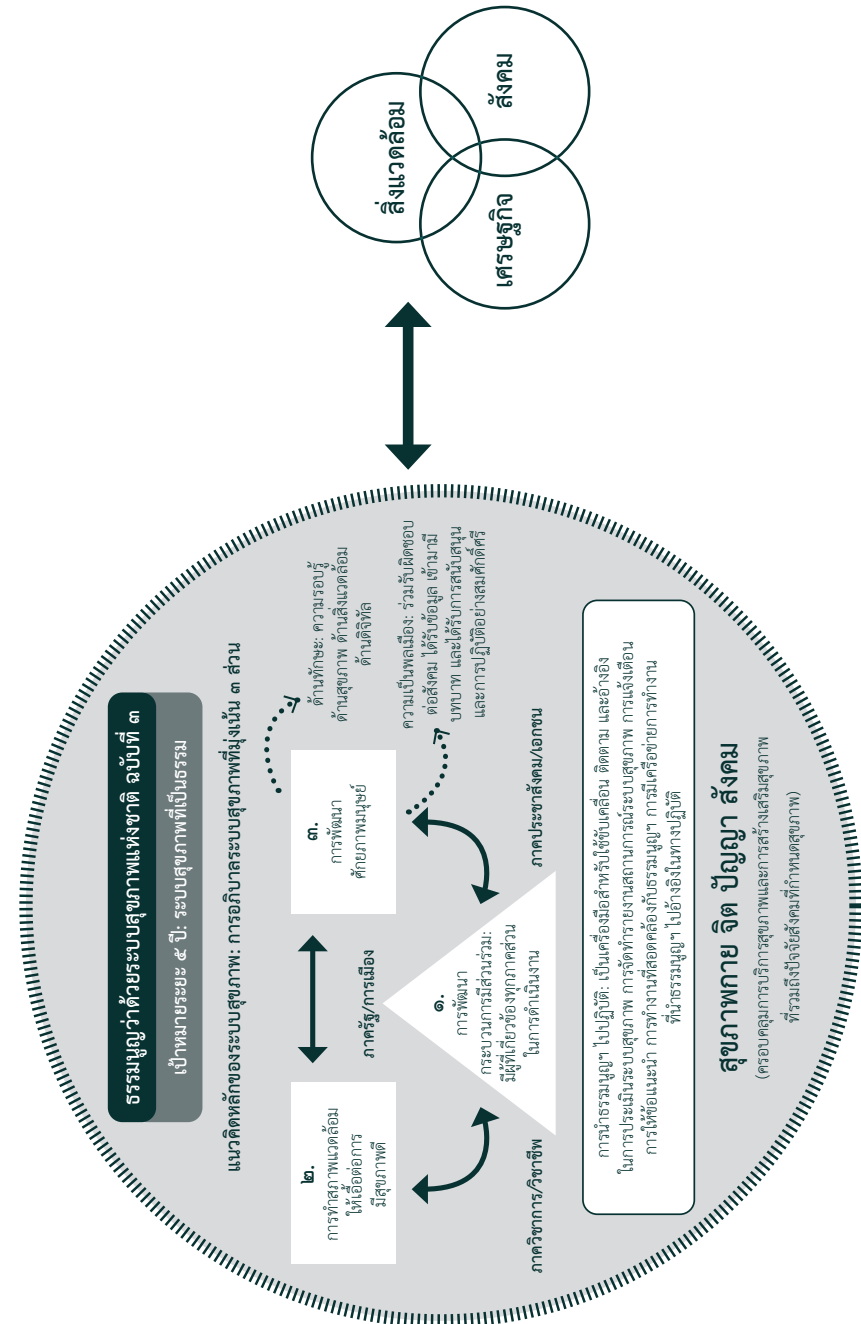 ธรรมนูญว่าด้วยระบบสุขภาพแห่งชาติ ฉบับที่ ๓
เป้าหมายระยะ ๕ ปี: ระบบสุขภาพที่เป็นธรรม
แนวคิดหลักของระบบสุขภาพ: การอภิบาลระบบสุขภาพที่มุ่งเน้น ๓ ส่วน
๒.
การทำสภาพแวดล้อม
ให้เอื้อต่อการ
มีสุขภาพดี
๓.
การพัฒนา
ศักยภาพมนุษย์
ด้านทักษะ: ความรอบรู้
ด้านสุขภาพ ด้านสิ่งแวดล้อม
ด้านดิจิทัล
ความเป็นพลเมือง: ร่วมรับผิดชอบ
ต่อสังคม ได้รับข้อมูล เข้ามามี
บทบาท และได้รับการสนับสนุน
และการปฏิบัติอย่างสมศักดิ์ศรี
ภาครัฐ/การเมือง
๑.
การพัฒนา
กระบวนการมีส่วนร่วม:
มีผู้ที่เกี่ยวของทุกภาคส่วน
ในการดำเนินงาน
ภาควิชาการ/วิชาชีพ
ภาคประชาสังคม/เอกชน
การนำธรรมนูญฯ ไปปฏิบัติ: เป็นเครื่องมือสำหรับใช้ขับเคลื่อน ติดตาม และอ้างอิง
ในการประเมินระบบสุขภาพ การจัดทำรายงานสถานการณ์ระบบสุขภาพ การแจ้งเตือน
การให้ข้อแนะนำ การทำงานที่สอดคล้องกับธรรมนูญฯ การมีเครือข่ายการทำงาน
ที่นำธรรมนูญฯ ไปอ้างอิงในทางปฏิบัติ
สุขภาพกาย จิต ปัญญา สังคม
(ครอบคลุมการบริการสุขภาพและการสร้างเสริมสุขภาพ
ที่รวมถึงปัจจัยสังคมที่กำหนดสุขภาพ)
สิ่งแวดล้อม
เศรษฐกิจ
สังคม